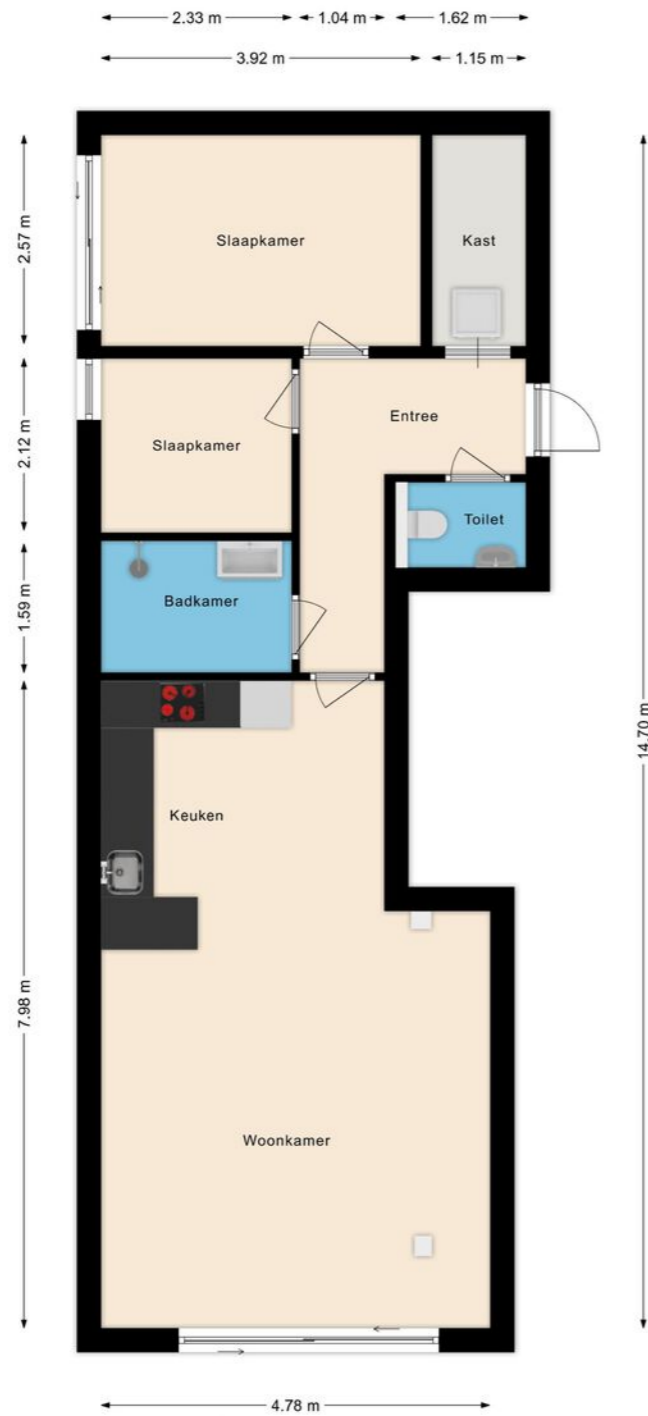 2.33 m
1.04 m
1.62 m
3.92 m
1.15 m
2.57 m
Slaapkamer
Kast
2.12 m
Entree
Slaapkamer
Toilet
1.59 m
Badkamer
14.70 m
Keuken
7.98 m
Woonkamer
4.78 m